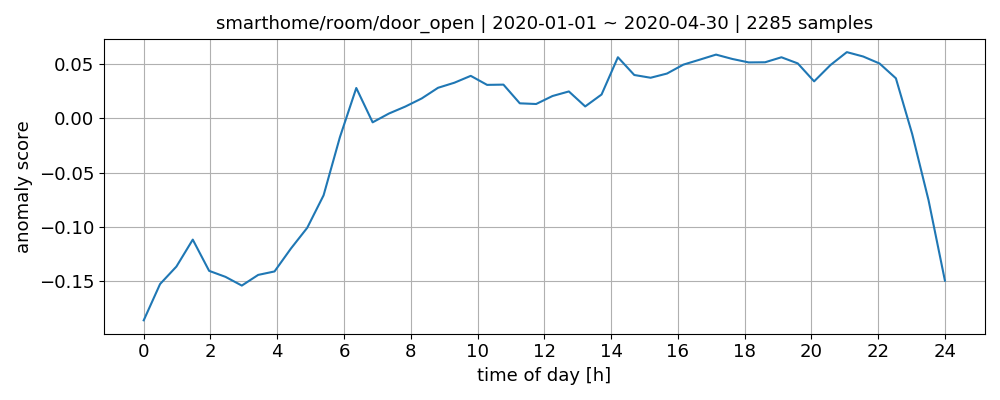 smarthome/room/door_open | 2020-01-01 ~ 2020-04-30 | 2285 samples
anomaly score
0.05
0.00
−0.05
−0.10
−0.15
0 2 4 6 8 10 12 14 16 18 20 22 24
time of day [h]